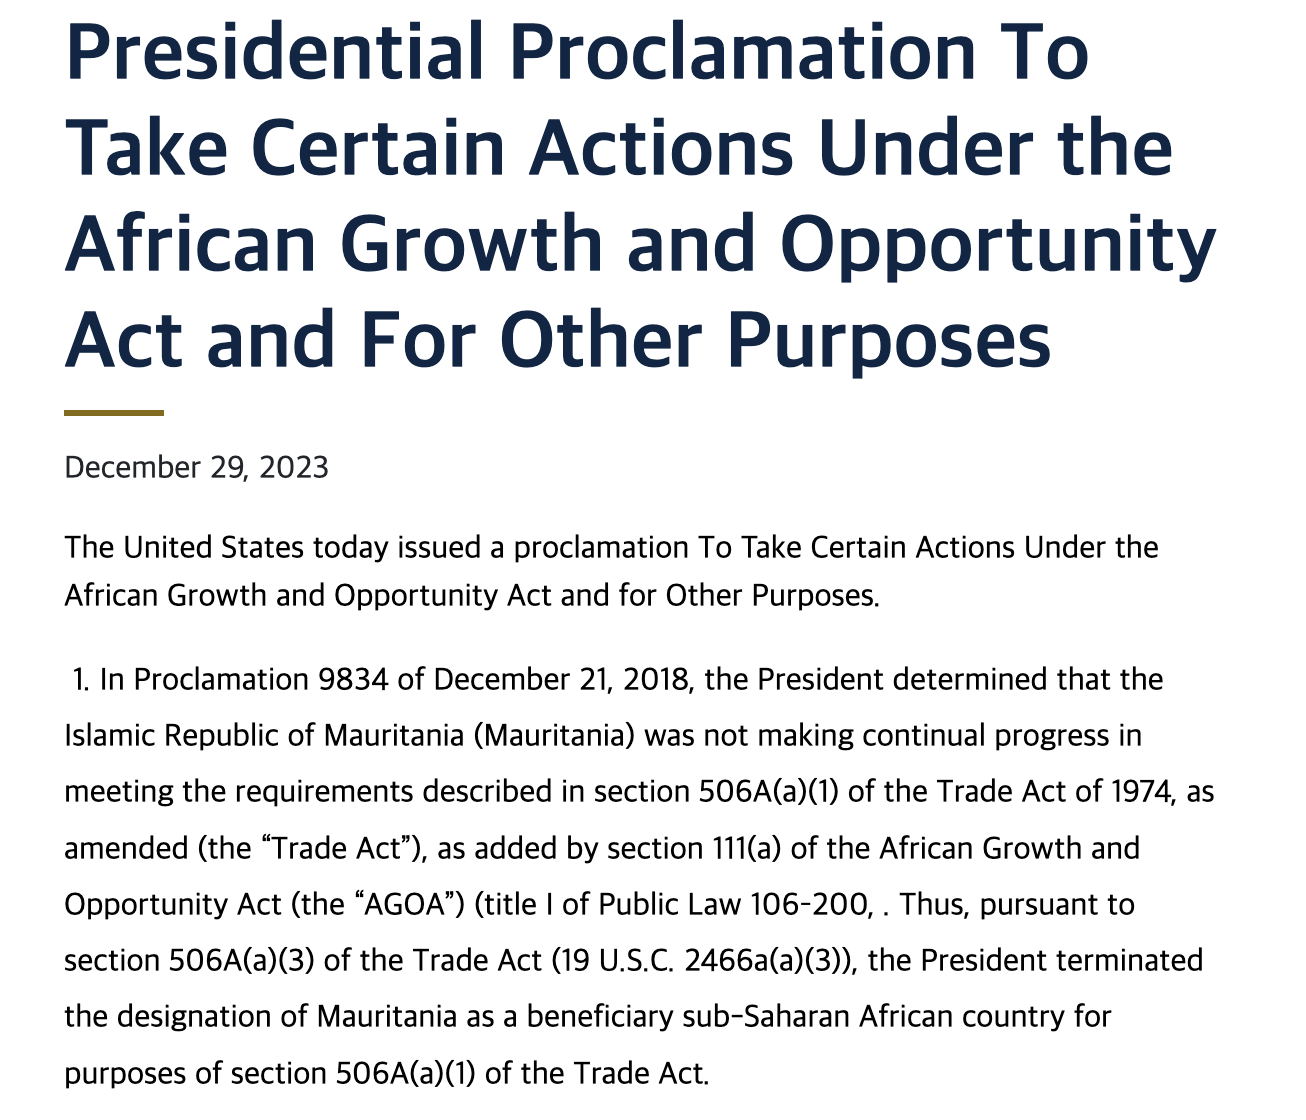 Presidential Proclamation To
Take Certain Actions Under the
African Growth and Opportunity
Act and For Other Purposes
December 29, 2023
The United States today issued a proclamation To Take Certain Actions Under the
African Growth and Opportunity Act and for Other Purposes.
1. In Proclamation 9834 of December 21, 2018, the President determined that the
Islamic Republic of Mauritania (Mauritania) was not making continual progress in
meeting the requirements described in section 506A(a)(1) of the Trade Act of 1974, as
amended (the “Trade Act”), as added by section 111(a) of the African Growth and
Opportunity Act (the “AGOA”) (title I of Public Law 106-200, . Thus, pursuant to
section 506A(a)(3) of the Trade Act (19 U.S.C. 2466a(a)(3)), the President terminated
the designation of Mauritania as a beneficiary sub-Saharan African country for
purposes of section 506A(a)(1) of the Trade Act.